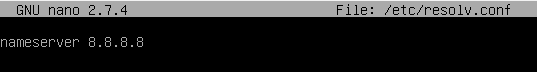 GNU nano 2.7.4 File: /etc/resolv.conf
nameserver 8.8.8.8